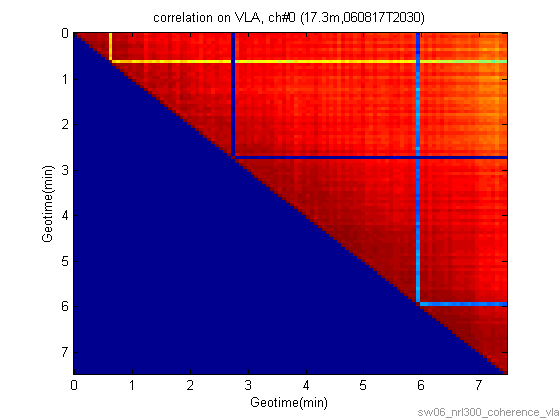 correlation on VLA, ch#0 (17.3m,060817T2030)
0
1
2
3
4
5
6
7
Geotime(min)
0 1 2 3 4 5 6 7
Geotime(min)
sw06_nrl300_coherence_vla